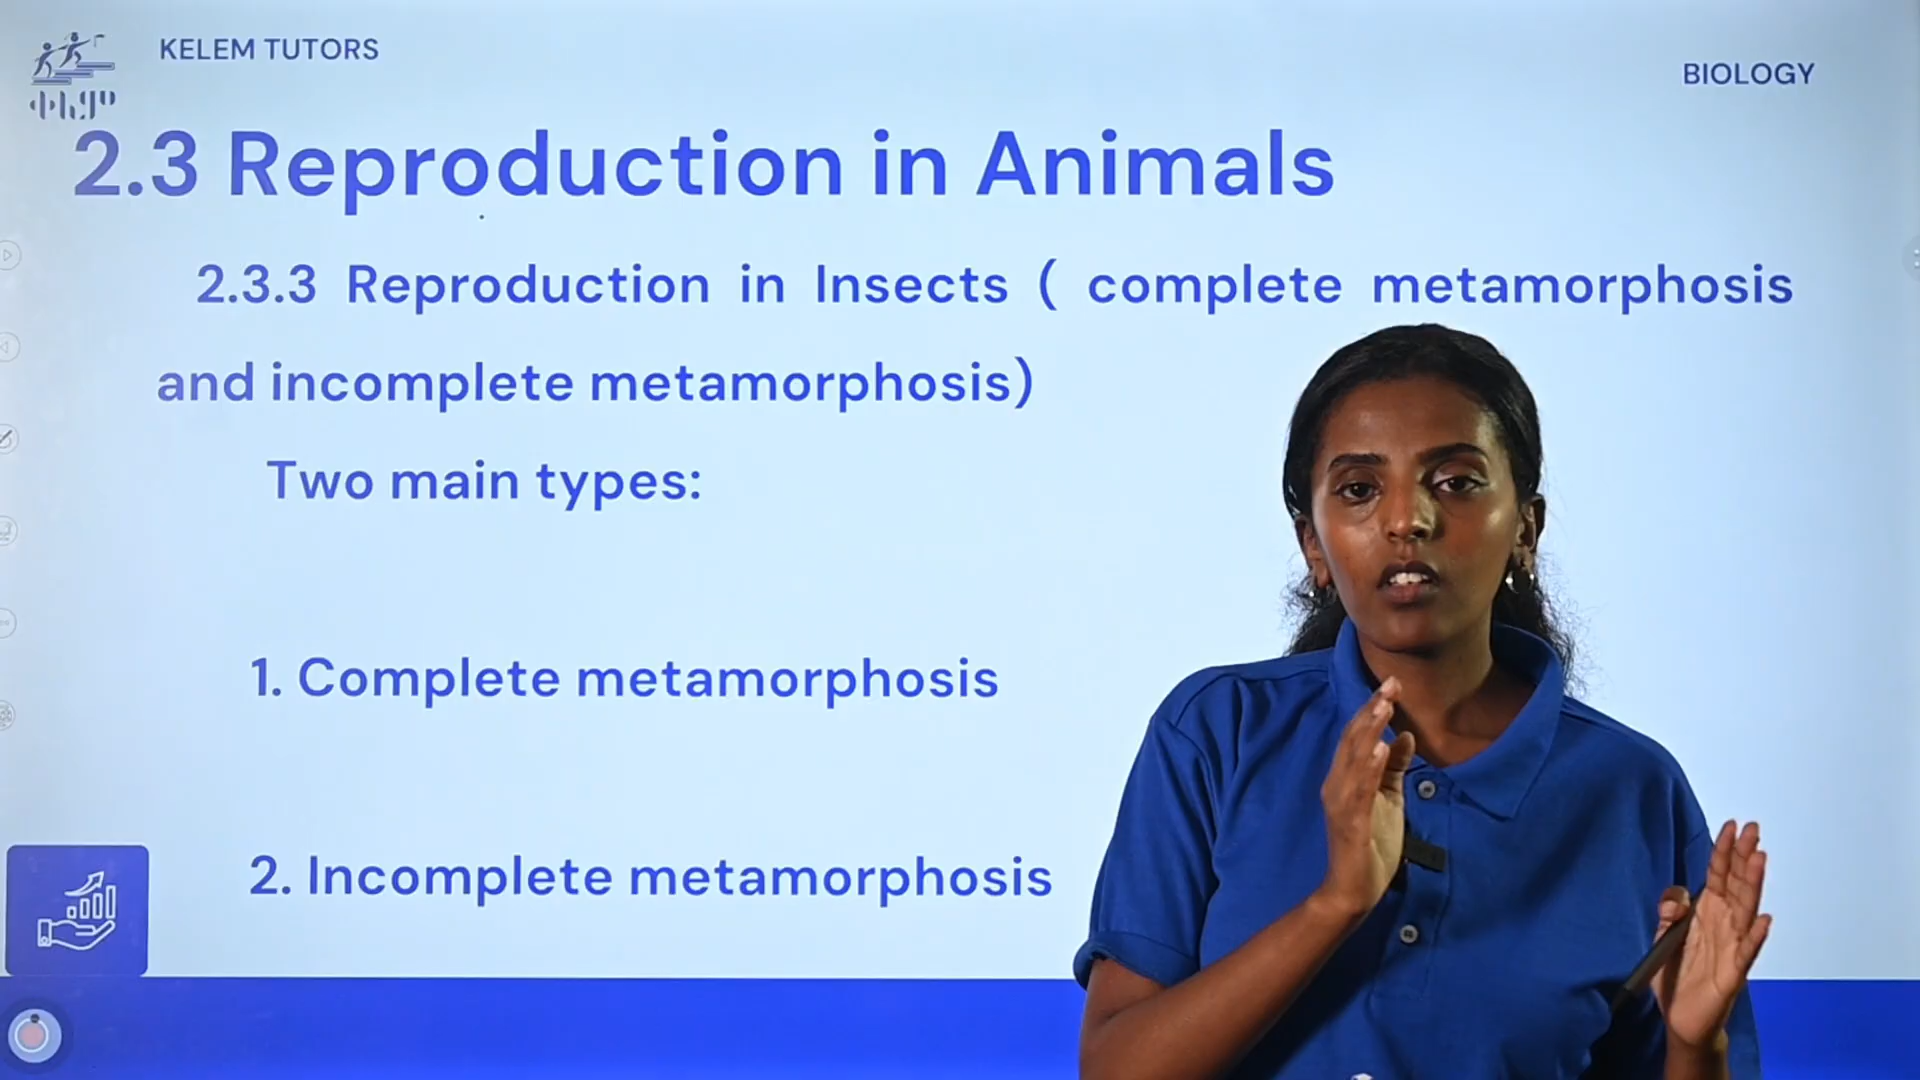 KELEM TUTORS
BIOLOGY
ቀለም
2.3 Reproduction in Animals
2.3.3 Reproduction in Insects ( complete metamorphosis
and incomplete metamorphosis)
Two main types:
1. Complete metamorphosis
2. Incomplete metamorphosis